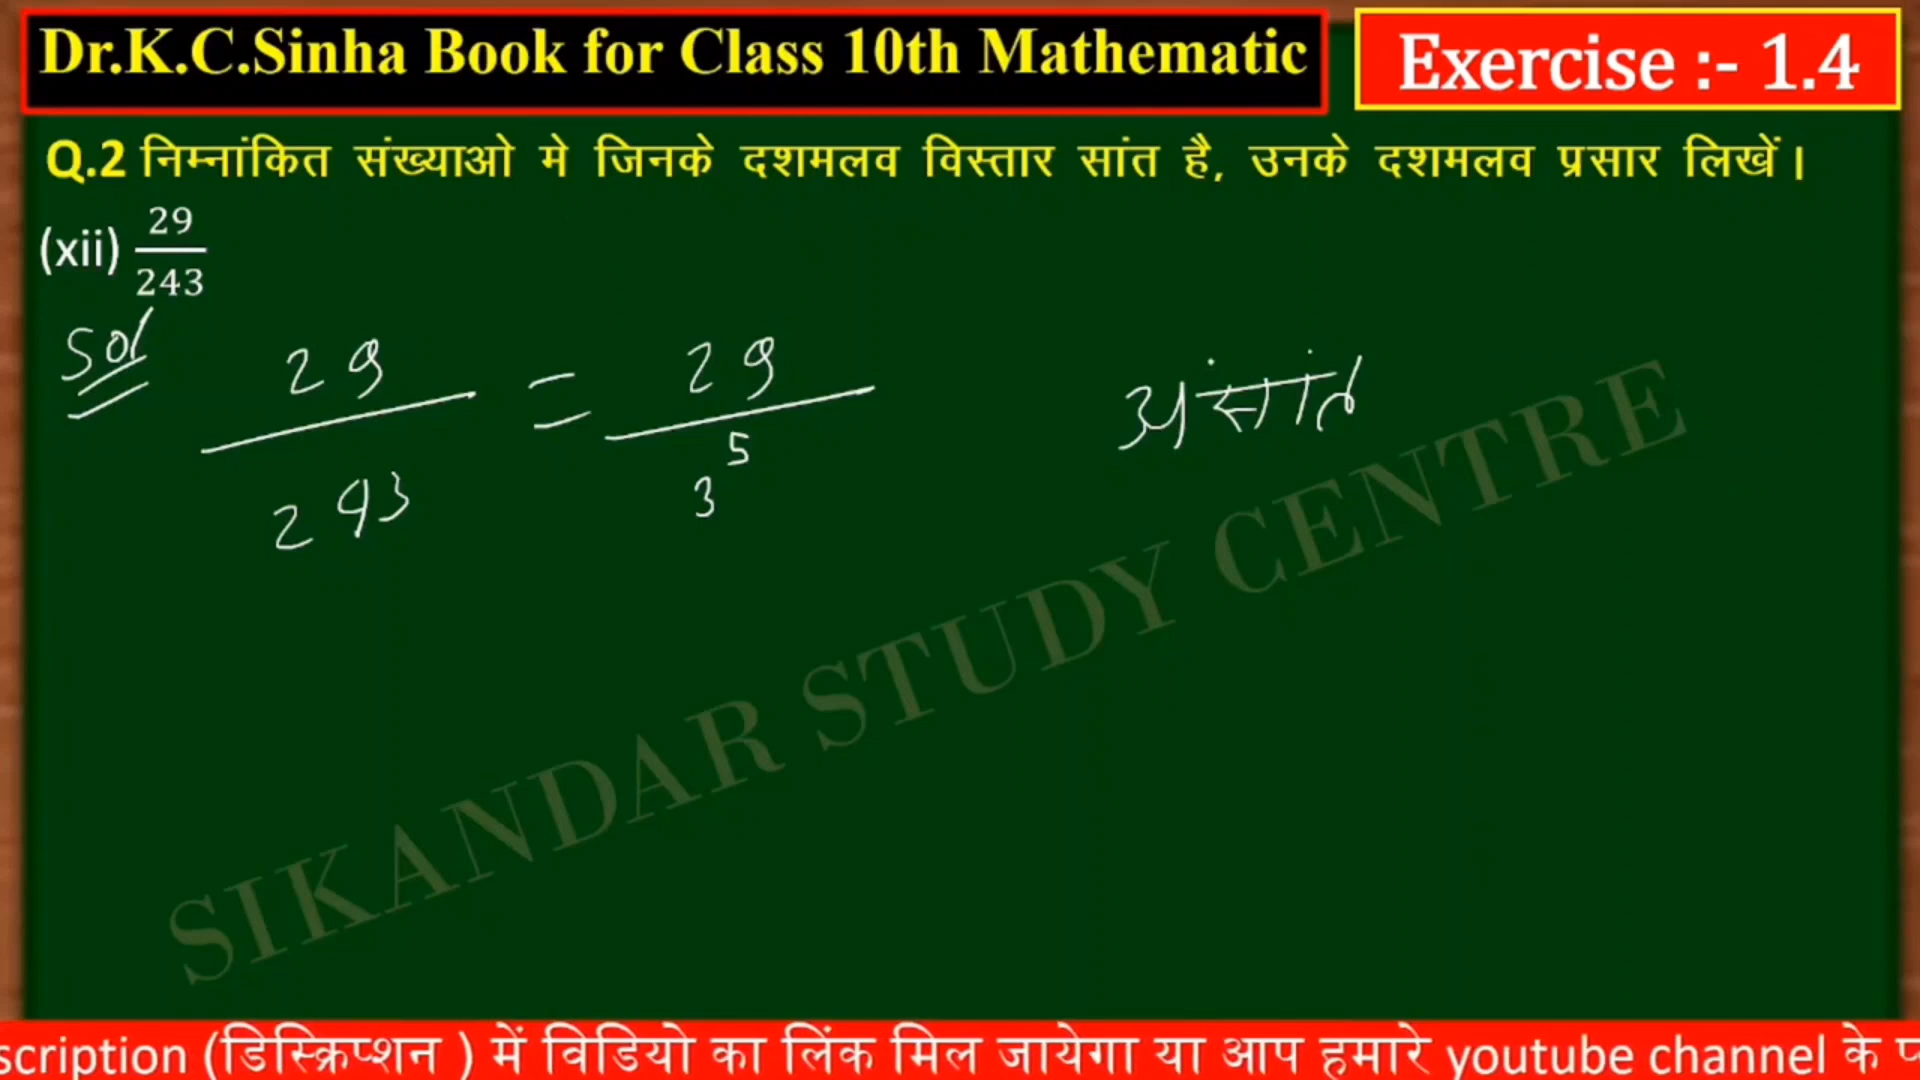 Dr.K.C.Sinha Book for Class 10th Mathematic
Exercise :- 1.4
Q.2 निम्नांकित संख्याओ मे जिनके दशमलव विस्तार सांत है, उनके दशमलव प्रसार लिखें।
(xii) 29/243
Sol
29/243 = 29/3^5
असांत
SIKANDAR STUDY CENTRE
scription (डिस्क्रिप्शन ) में विडियो का लिंक मिल जायेगा या आप हमारे youtube channel के